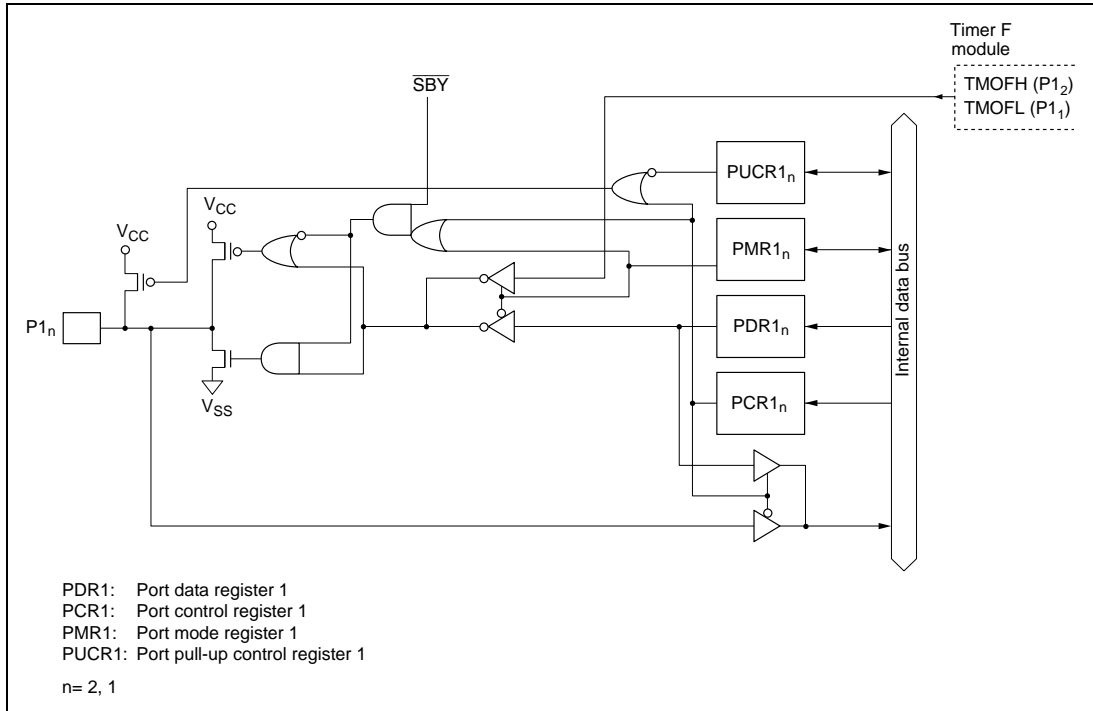 Timer F
module
TMOFH (P1₂)
TMOFL (P1₁)
S̅B̅Y̅
PUCR1ₙ
V_CC
V_CC
PMR1ₙ
P1ₙ
PDR1ₙ
Internal data bus
PCR1ₙ
V_SS
PDR1: Port data register 1
PCR1: Port control register 1
PMR1: Port mode register 1
PUCR1: Port pull-up control register 1
n= 2, 1